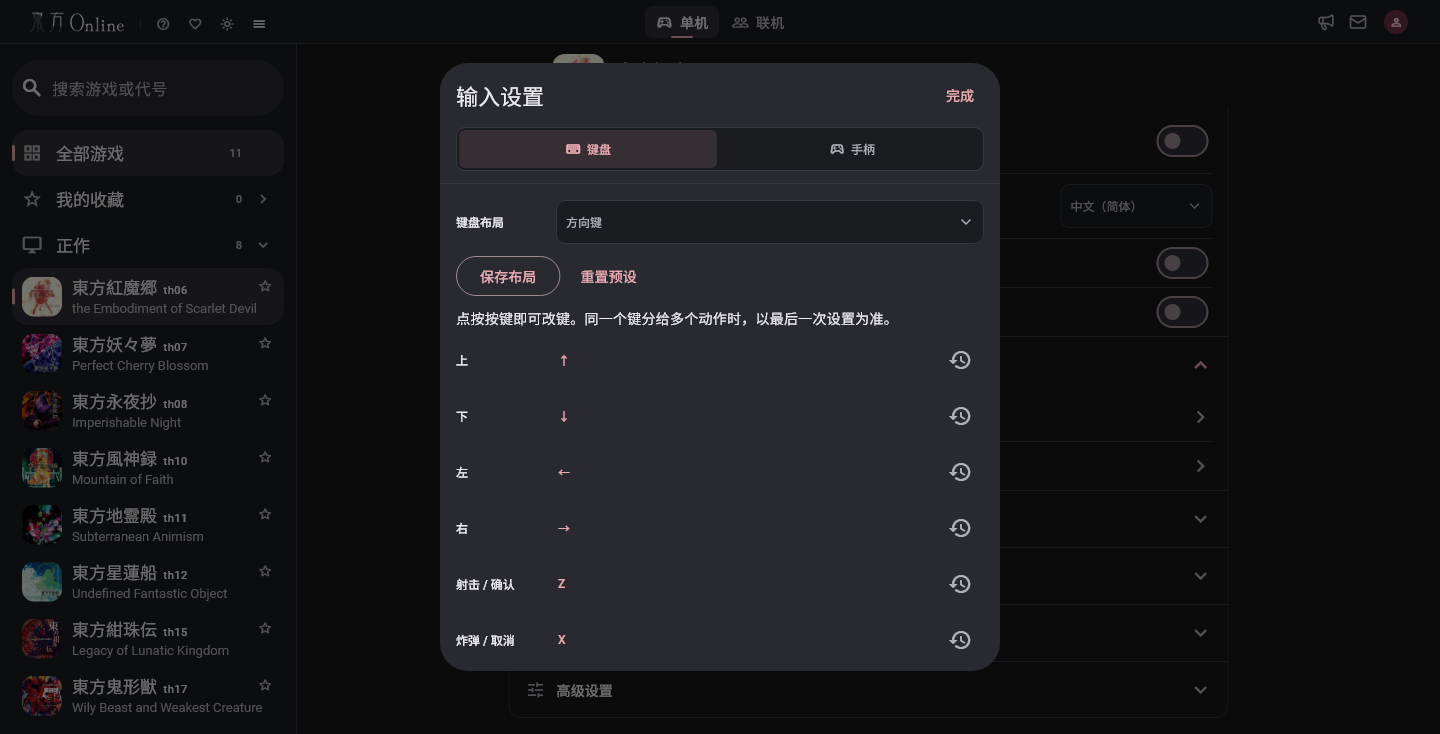 東方Online
单机
联机
搜索游戏或代号
全部游戏 11
我的收藏 0
正作 8
東方紅魔郷 th06
the Embodiment of Scarlet Devil
東方妖々夢 th07
Perfect Cherry Blossom
東方永夜抄 th08
Imperishable Night
東方風神録 th10
Mountain of Faith
東方地霊殿 th11
Subterranean Animism
東方星蓮船 th12
Undefined Fantastic Object
東方紺珠伝 th15
Legacy of Lunatic Kingdom
東方鬼形獣 th17
Wily Beast and Weakest Creature
输入设置
完成
键盘
手柄
键盘布局
方向键
保存布局
重置预设
点按按键即可改键。同一个键分给多个动作时，以最后一次设置为准。
上 ↑
下 ↓
左 ←
右 →
射击 / 确认 Z
炸弹 / 取消 X
中文（简体）
高级设置